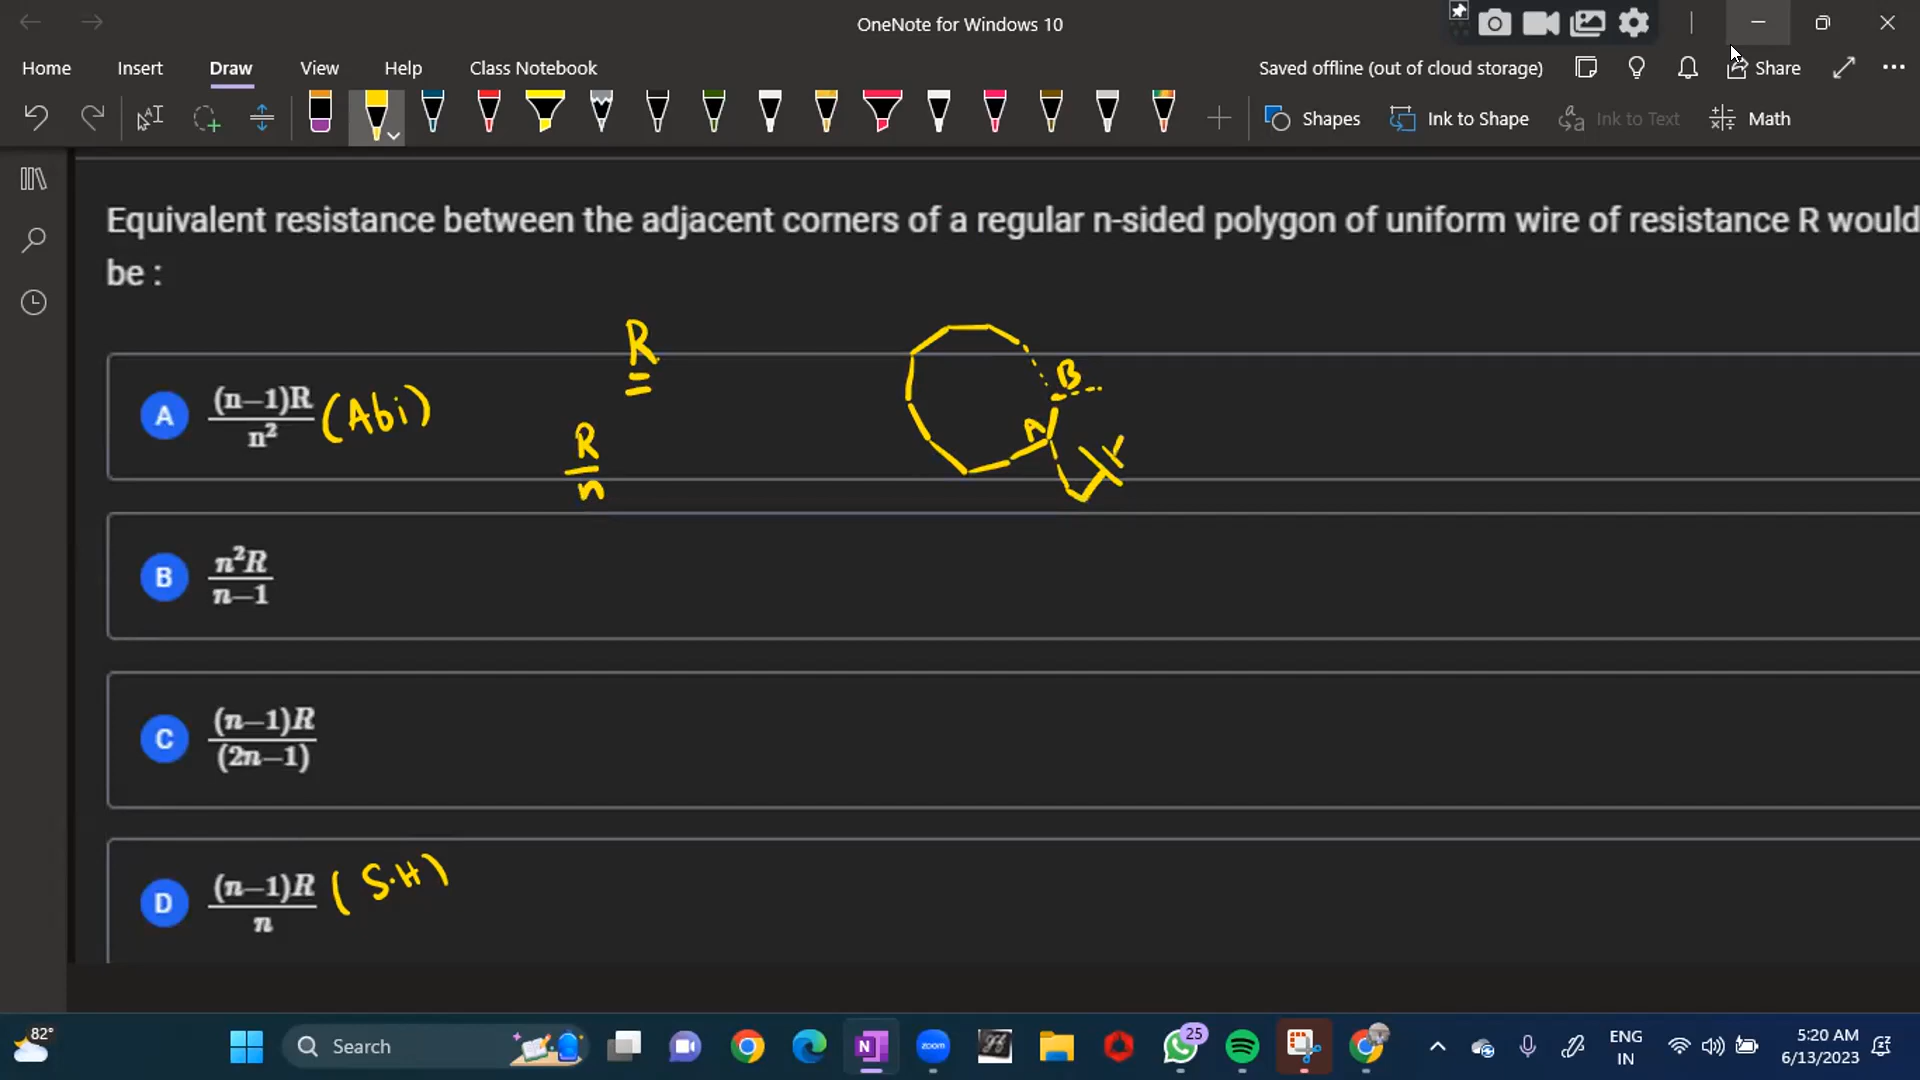 OneNote for Windows 10
Home Insert Draw View Help Class Notebook
Saved offline (out of cloud storage) Share
Shapes Ink to Shape Ink to Text Math
Equivalent resistance between the adjacent corners of a regular n-sided polygon of uniform wire of resistance R would
be :
R
A (n−1)R/n² (Abi)
R/n
B
A
B n²R/n−1
C (n−1)R/(2n−1)
D (n−1)R/n (S.H)
82°
Search
zoom
25
ENG
IN
5:20 AM
6/13/2023